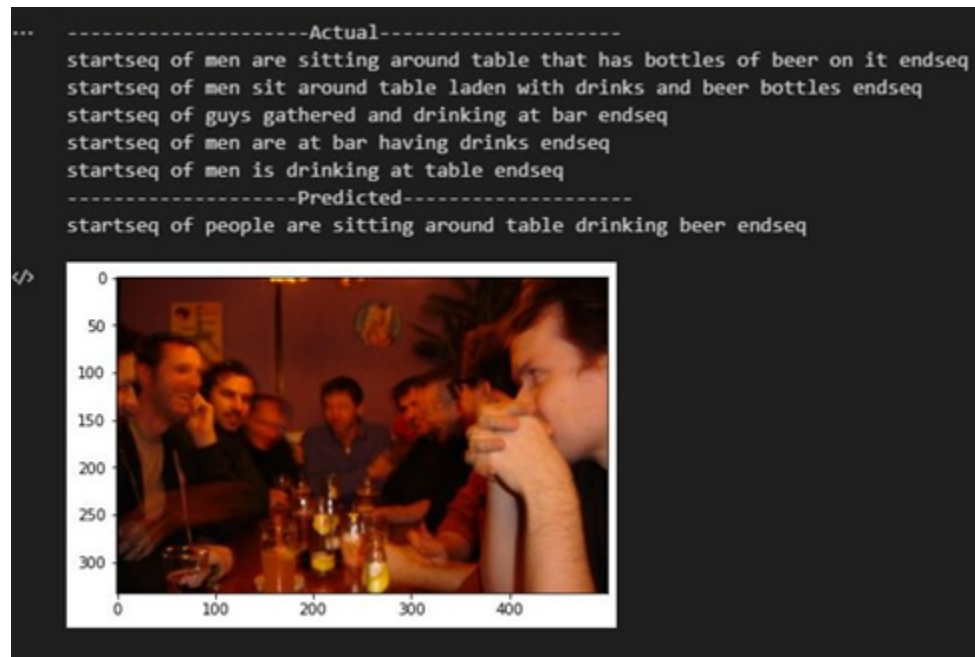 ...
---------------------Actual---------------------
startseq of men are sitting around table that has bottles of beer on it endseq
startseq of men sit around table laden with drinks and beer bottles endseq
startseq of guys gathered and drinking at bar endseq
startseq of men are at bar having drinks endseq
startseq of men is drinking at table endseq
--------------------Predicted--------------------
startseq of people are sitting around table drinking beer endseq
</>
0
50
100
150
200
250
300
0 100 200 300 400